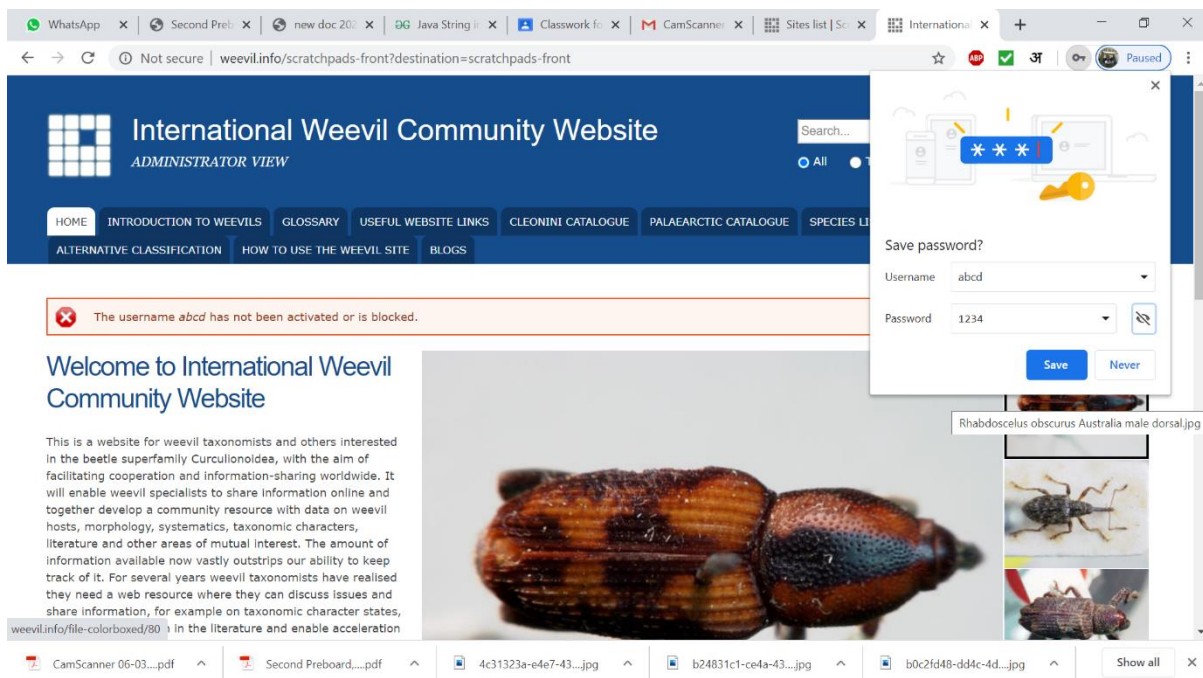 WhatsApp
Second Preb
new doc 202
Java String ir
Classwork fo
CamScanner
Sites list | Scr
International
Not secure | weevil.info/scratchpads-front?destination=scratchpads-front
ABP
अ
Paused
International Weevil Community Website
ADMINISTRATOR VIEW
Search...
All
T
HOME INTRODUCTION TO WEEVILS GLOSSARY USEFUL WEBSITE LINKS CLEONINI CATALOGUE PALAEARCTIC CATALOGUE SPECIES LI
ALTERNATIVE CLASSIFICATION HOW TO USE THE WEEVIL SITE BLOGS
* * *
Save password?
Username abcd
Password 1234
Save Never
The username abcd has not been activated or is blocked.
Rhabdoscelus obscurus Australia male dorsal.jpg
Welcome to International Weevil
Community Website
This is a website for weevil taxonomists and others interested
in the beetle superfamily Curculionoidea, with the aim of
facilitating cooperation and information-sharing worldwide. It
will enable weevil specialists to share information online and
together develop a community resource with data on weevil
hosts, morphology, systematics, taxonomic characters,
literature and other areas of mutual interest. The amount of
information available now vastly outstrips our ability to keep
track of it. For several years weevil taxonomists have realised
they need a web resource where they can discuss issues and
share information, for example on taxonomic character states,
in the literature and enable acceleration
weevil.info/file-colorboxed/80
CamScanner 06-03....pdf
Second Preboard,....pdf
4c31323a-e4e7-43....jpg
b24831c1-ce4a-43....jpg
b0c2fd48-dd4c-4d....jpg
Show all